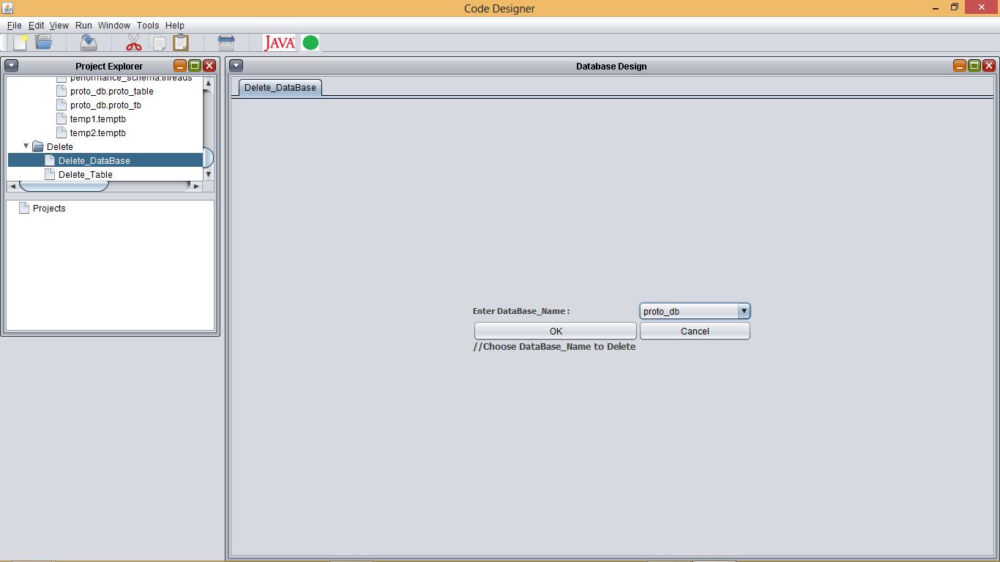 Code Designer
File Edit View Run Window Tools Help
JAVA
Project Explorer
performance_schema.threads
proto_db.proto_table
proto_db.proto_tb
temp1.temptb
temp2.temptb
Delete
Delete_DataBase
Delete_Table
Projects
Database Design
Delete_DataBase
Enter DataBase_Name :
proto_db
OK
Cancel
//Choose DataBase_Name to Delete